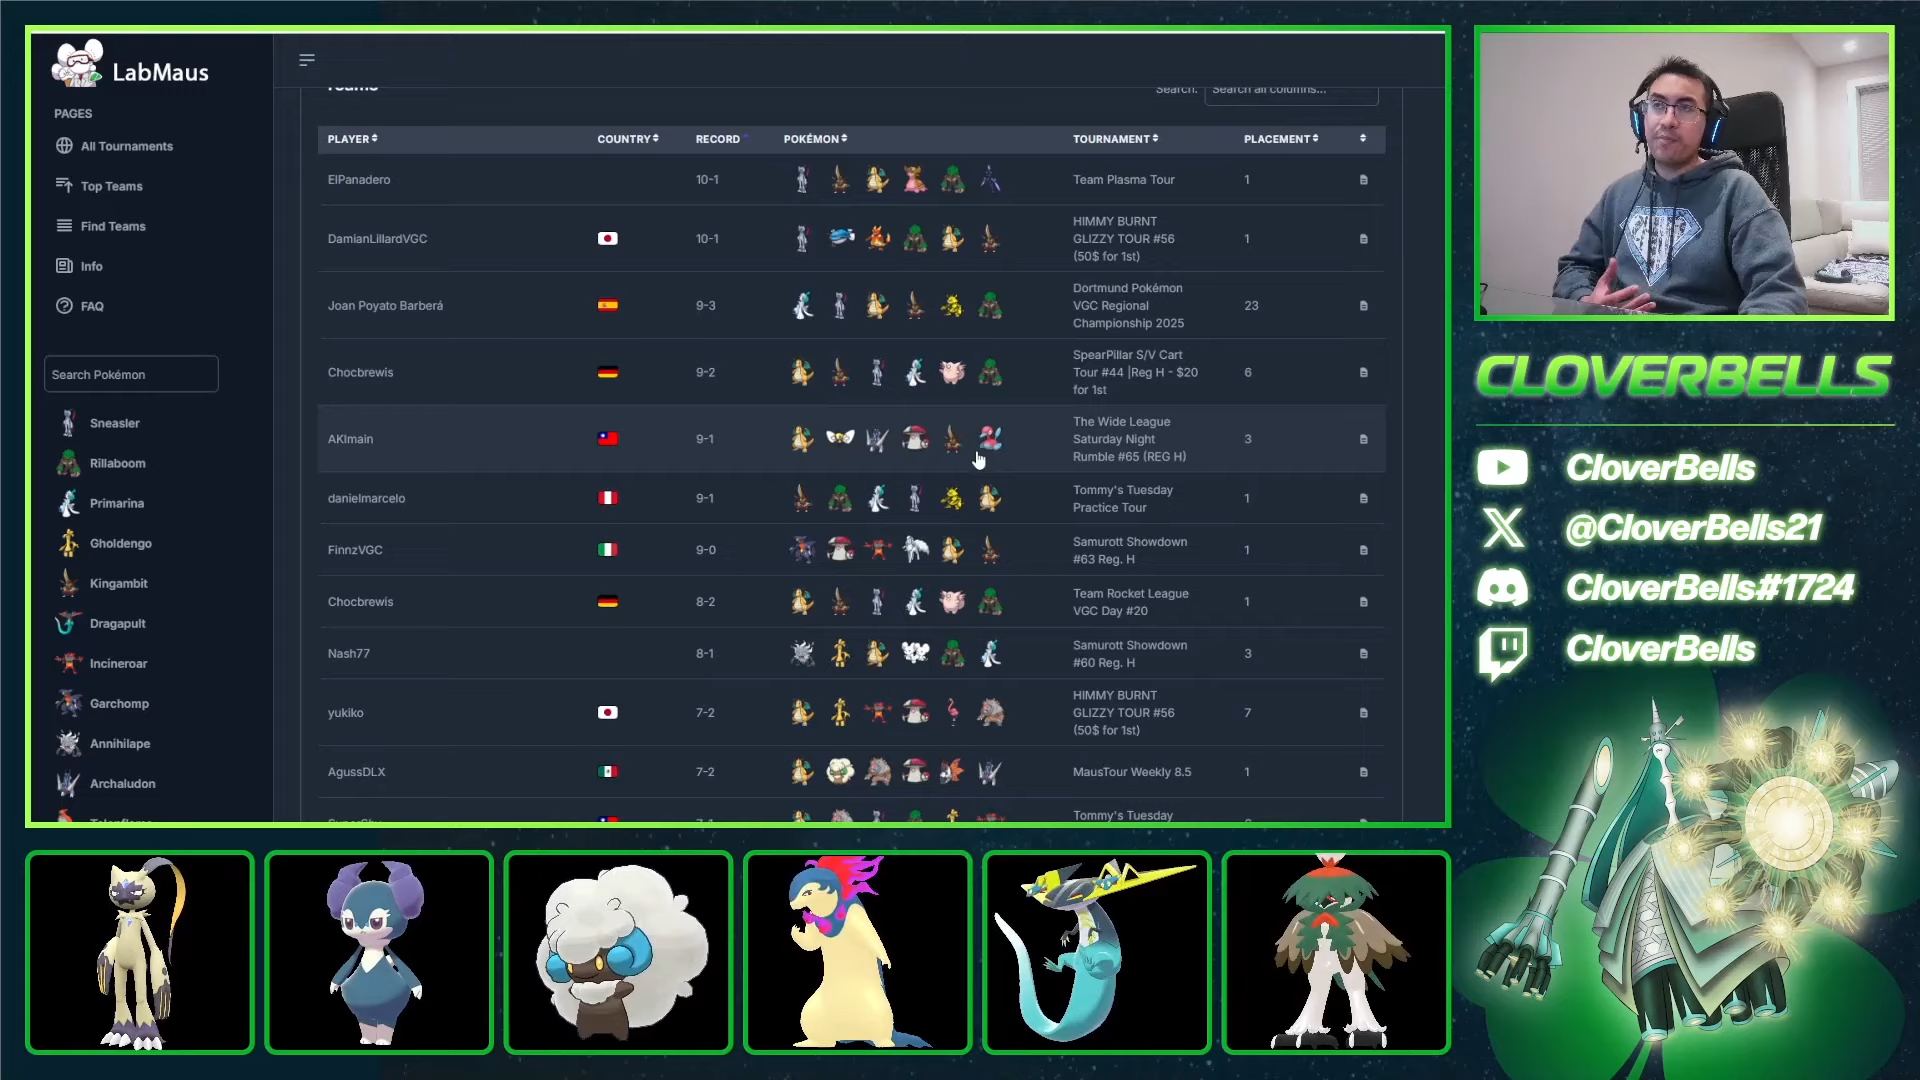 LabMaus
PAGES
All Tournaments
Top Teams
Find Teams
Info
FAQ
Search Pokémon
Sneasler
Rillaboom
Primarina
Gholdengo
Kingambit
Dragapult
Incineroar
Garchomp
Annihilape
Archaludon
Teams
Search: Search all columns...
PLAYER COUNTRY RECORD POKÉMON TOURNAMENT PLACEMENT
ElPanadero 10-1 Team Plasma Tour 1
DamianLillardVGC 10-1 HIMMY BURNT
GLIZZY TOUR #56
(50$ for 1st) 1
Joan Poyato Barberá 9-3 Dortmund Pokémon
VGC Regional
Championship 2025 23
Chocbrewis 9-2 SpearPillar S/V Cart
Tour #44 |Reg H - $20
for 1st 6
AKImain 9-1 The Wide League
Saturday Night
Rumble #65 (REG H) 3
danielmarcelo 9-1 Tommy's Tuesday
Practice Tour 1
FinnzVGC 9-0 Samurott Showdown
#63 Reg. H 1
Chocbrewis 8-2 Team Rocket League
VGC Day #20 1
Nash77 8-1 Samurott Showdown
#60 Reg. H 3
yukiko 7-2 HIMMY BURNT
GLIZZY TOUR #56
(50$ for 1st) 7
AgussDLX 7-2 MausTour Weekly 8.5 1
Tommy's Tuesday
CLOVERBELLS
CloverBells
@CloverBells21
CloverBells#1724
CloverBells